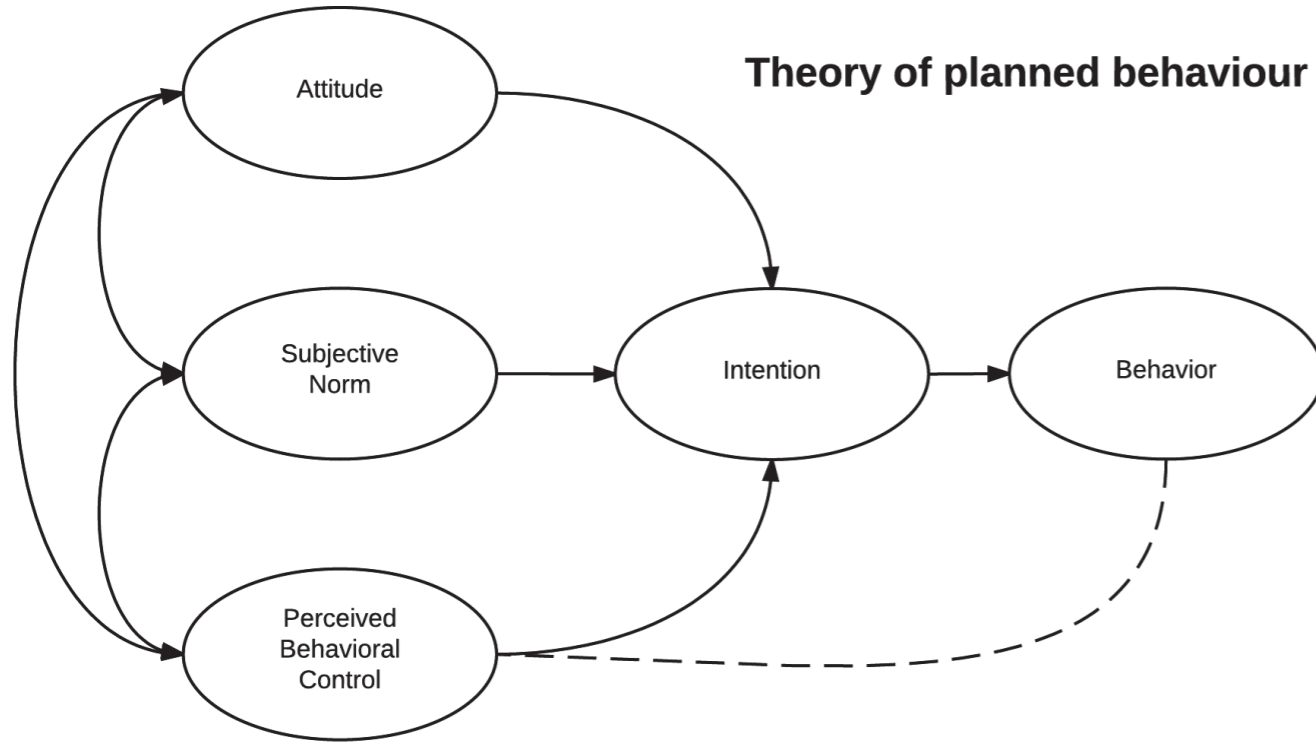 Theory of planned behaviour
Attitude
Subjective
Norm
Intention
Behavior
Perceived
Behavioral
Control